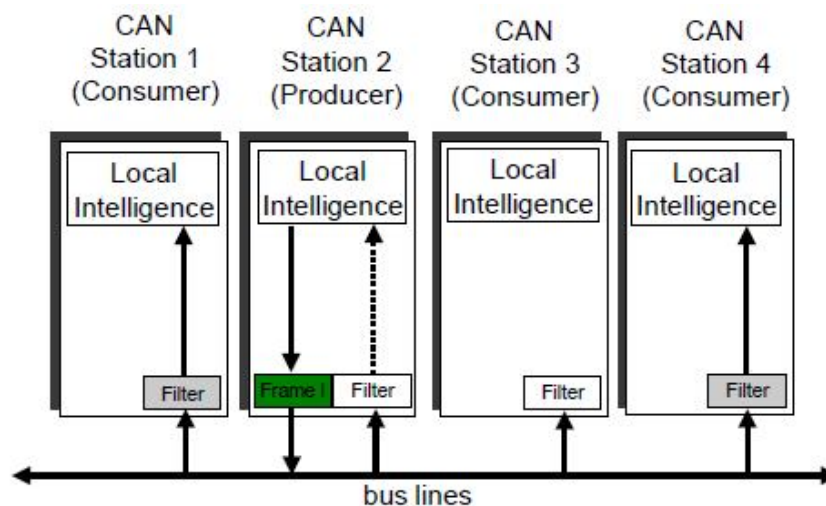 CAN
Station 1
(Consumer)
CAN
Station 2
(Producer)
CAN
Station 3
(Consumer)
CAN
Station 4
(Consumer)
Local
Intelligence
Local
Intelligence
Local
Intelligence
Local
Intelligence
Filter
Frame I
Filter
Filter
Filter
bus lines